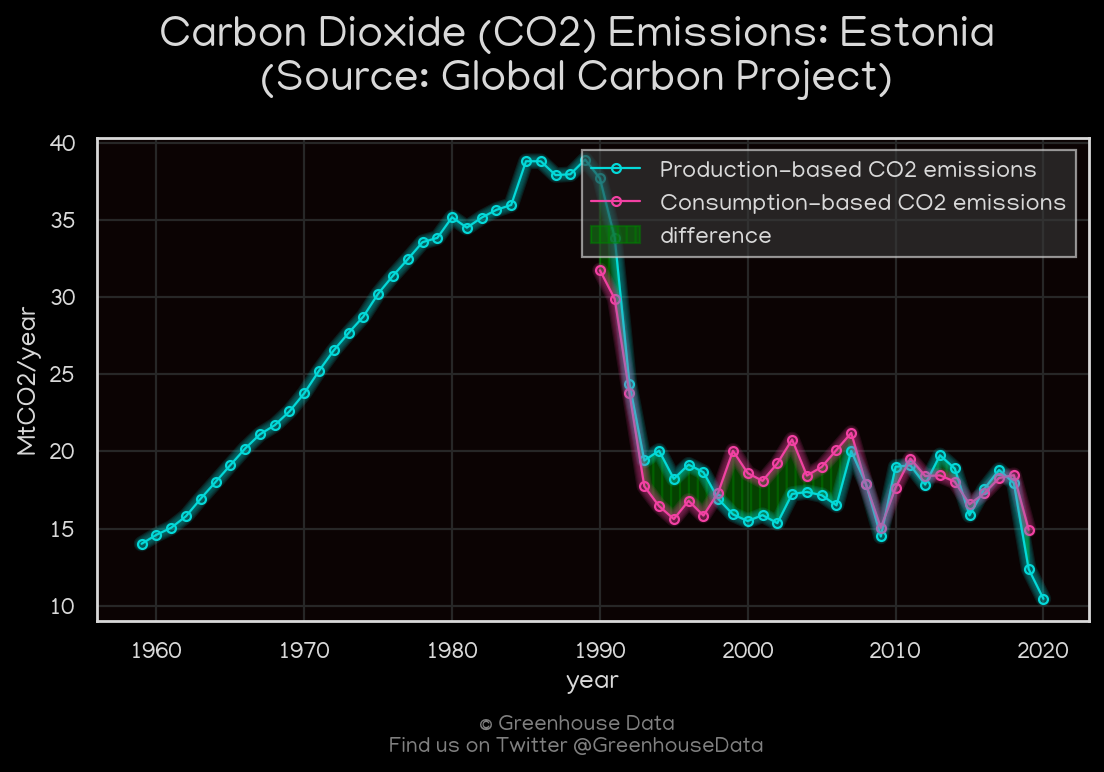 Carbon Dioxide (CO2) Emissions: Estonia
(Source: Global Carbon Project)
Production-based CO2 emissions
Consumption-based CO2 emissions
difference
MtCO2/year
40
35
30
25
20
15
10
1960 1970 1980 1990 2000 2010 2020
year
© Greenhouse Data
Find us on Twitter @GreenhouseData